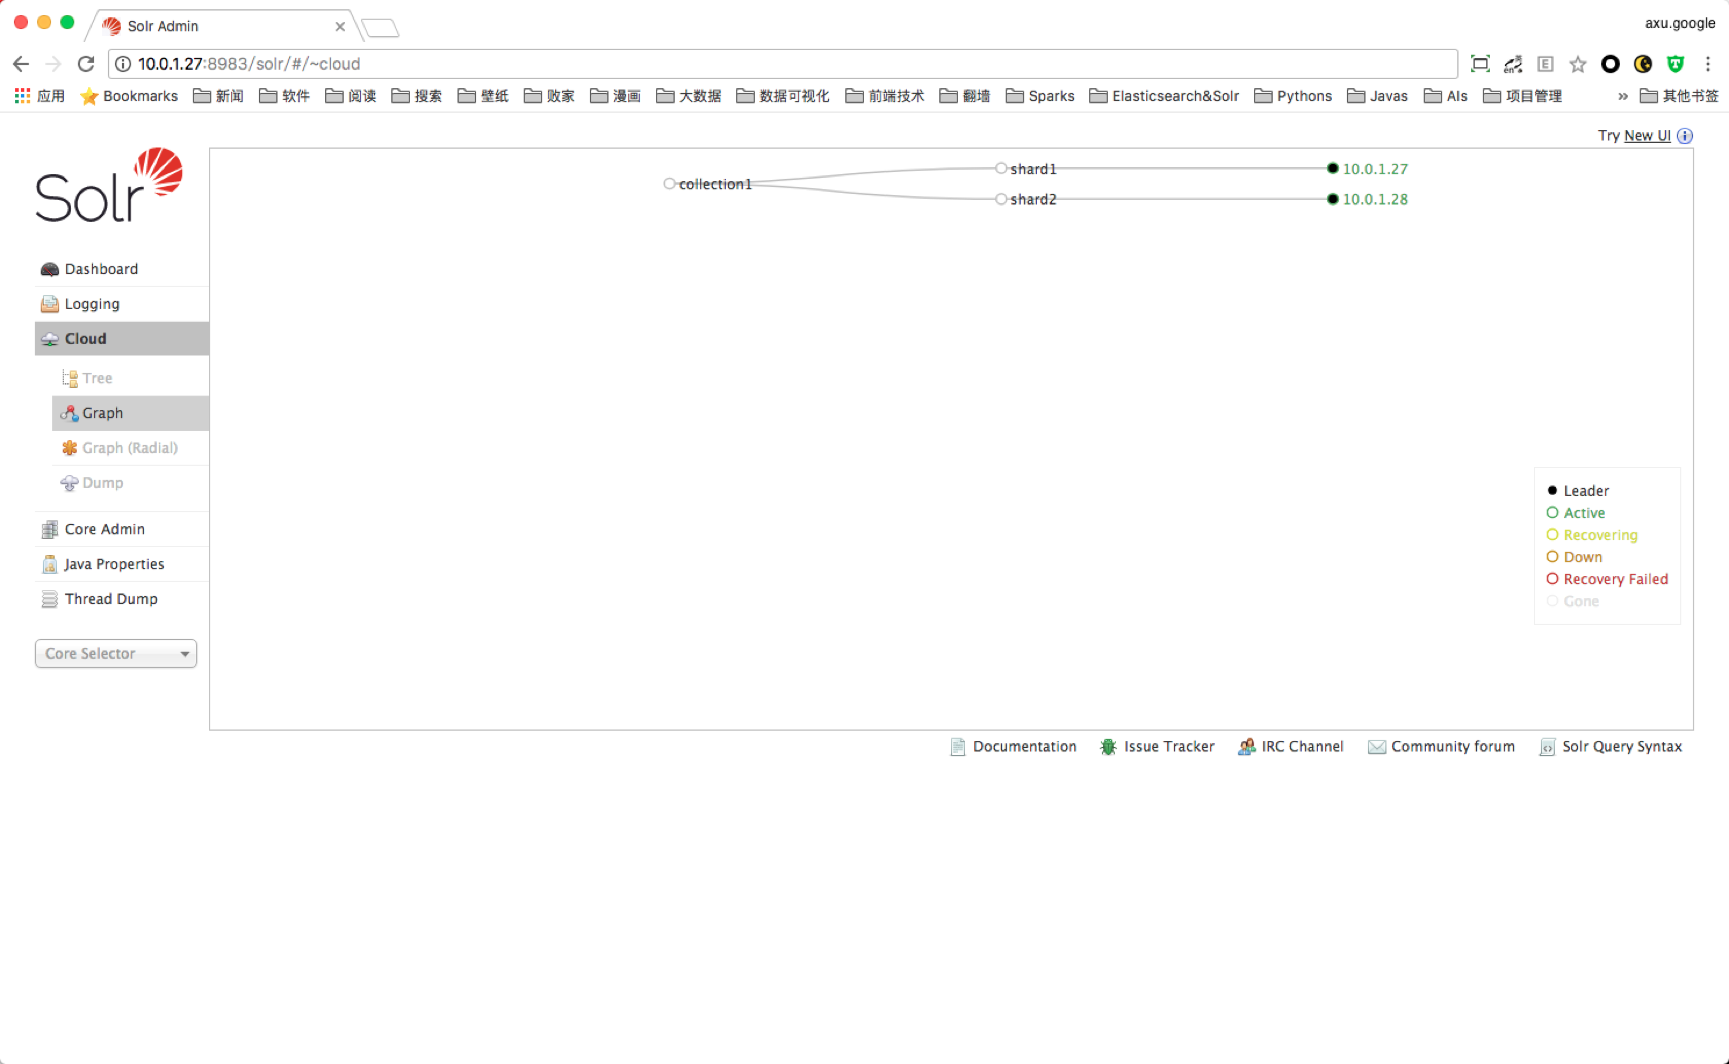 Solr Admin
axu.google
10.0.1.27:8983/solr/#/~cloud
应用 Bookmarks 新闻 软件 阅读 搜索 壁纸 败家 漫画 大数据 数据可视化 前端技术 翻墙 Sparks Elasticsearch&Solr Pythons Javas AIs 项目管理 » 其他书签
Try New UI
Solr
collection1
shard1
10.0.1.27
shard2
10.0.1.28
Dashboard
Logging
Cloud
Tree
Graph
Graph (Radial)
Dump
Core Admin
Java Properties
Thread Dump
Core Selector
Leader
Active
Recovering
Down
Recovery Failed
Gone
Documentation Issue Tracker IRC Channel Community forum Solr Query Syntax